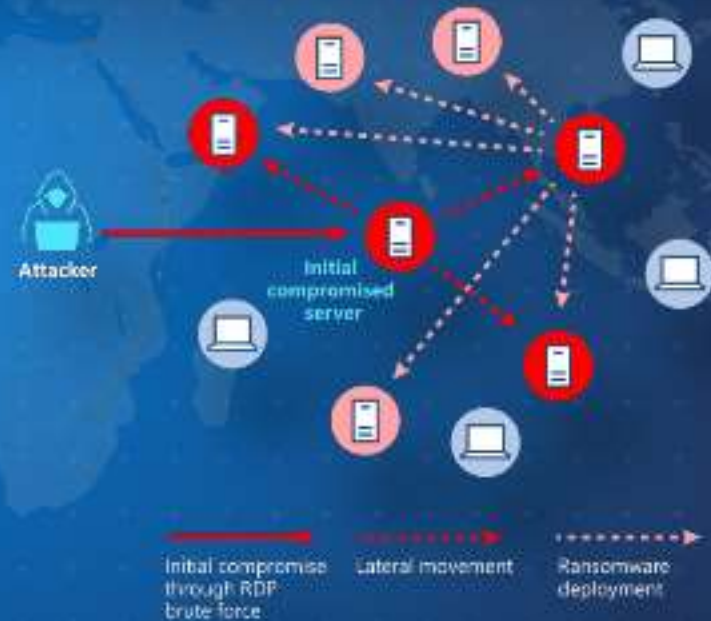 Attacker
Initial
compromised
server
Initial compromise
through RDP
brute force
Lateral movement
Ransomware
deployment